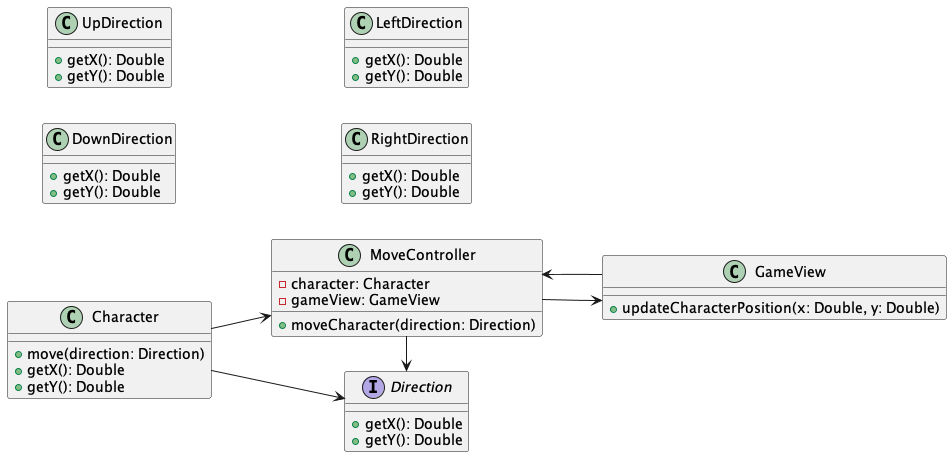 C UpDirection
getX(): Double
getY(): Double
C LeftDirection
getX(): Double
getY(): Double
C DownDirection
getX(): Double
getY(): Double
C RightDirection
getX(): Double
getY(): Double
C MoveController
character: Character
gameView: GameView
moveCharacter(direction: Direction)
C GameView
updateCharacterPosition(x: Double, y: Double)
C Character
move(direction: Direction)
getX(): Double
getY(): Double
I Direction
getX(): Double
getY(): Double